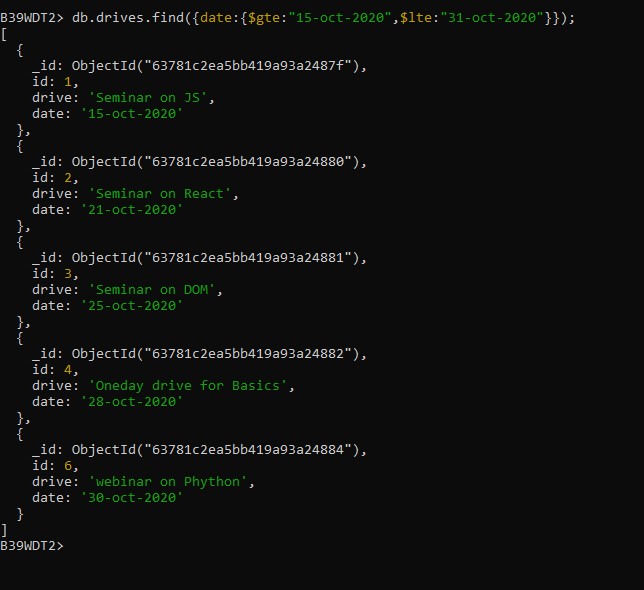 B39WDT2> db.drives.find({date:{$gte:"15-oct-2020",$lte:"31-oct-2020"}});
[
  {
    _id: ObjectId("63781c2ea5bb419a93a2487f"),
    id: 1,
    drive: 'Seminar on JS',
    date: '15-oct-2020'
  },
  {
    _id: ObjectId("63781c2ea5bb419a93a24880"),
    id: 2,
    drive: 'Seminar on React',
    date: '21-oct-2020'
  },
  {
    _id: ObjectId("63781c2ea5bb419a93a24881"),
    id: 3,
    drive: 'Seminar on DOM',
    date: '25-oct-2020'
  },
  {
    _id: ObjectId("63781c2ea5bb419a93a24882"),
    id: 4,
    drive: 'Oneday drive for Basics',
    date: '28-oct-2020'
  },
  {
    _id: ObjectId("63781c2ea5bb419a93a24884"),
    id: 6,
    drive: 'webinar on Phython',
    date: '30-oct-2020'
  }
]
B39WDT2>